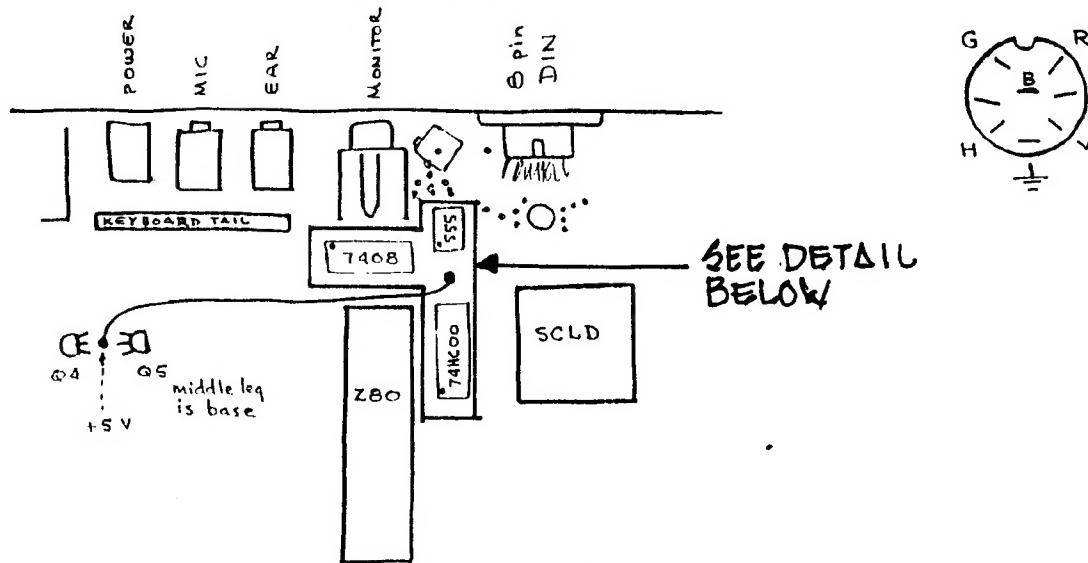 POWER
MIC
EAR
MONITOR
8 pin
DIN
G R
B
H V
KEYBOARD TAIL
555
7408
SEE DETAIL
BELOW
74HC00
SCLD
Z80
Q4 Q5
middle leg
is base
+5 V